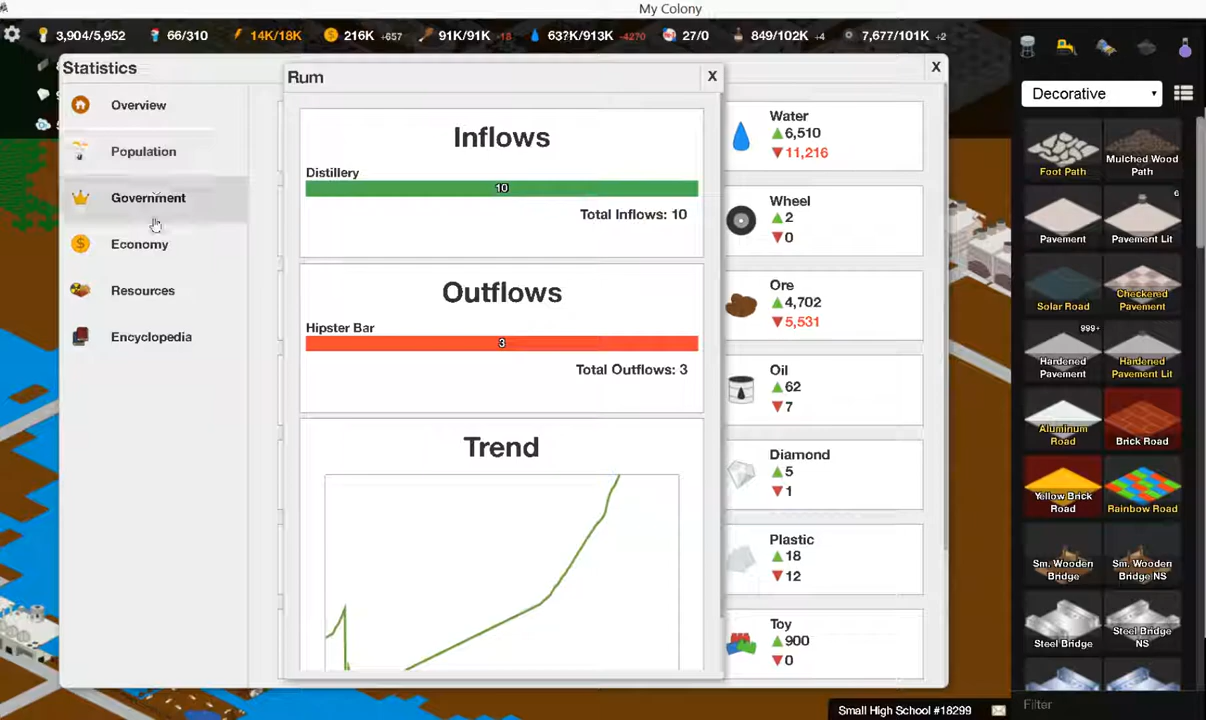 My Colony
3,904/5,952 66/310 14K/18K 216K +657 91K/91K -18 /913K -4270 27/0 849/102K +4 7,677/101K +2
Statistics X
Rum X
Overview
Population
Government
Economy
Resources
Encyclopedia
Inflows
Distillery
10
Total Inflows: 10
Outflows
Hipster Bar
3
Total Outflows: 3
Trend
Water
6,510
11,216
Wheel
2
0
Ore
4,702
5,531
Oil
62
7
Diamond
5
1
Plastic
18
12
Toy
900
0
Decorative
Foot Path
Mulched Wood
Path
6
Pavement
Pavement Lit
Solar Road
Checkered
Pavement
999+
Hardened
Pavement
Hardened
Pavement Lit
Aluminum
Road
Brick Road
Yellow Brick
Road
Rainbow Road
Sm. Wooden
Bridge
Sm. Wooden
Bridge NS
Steel Bridge
Steel Bridge
NS
Filter
Small High School #18299